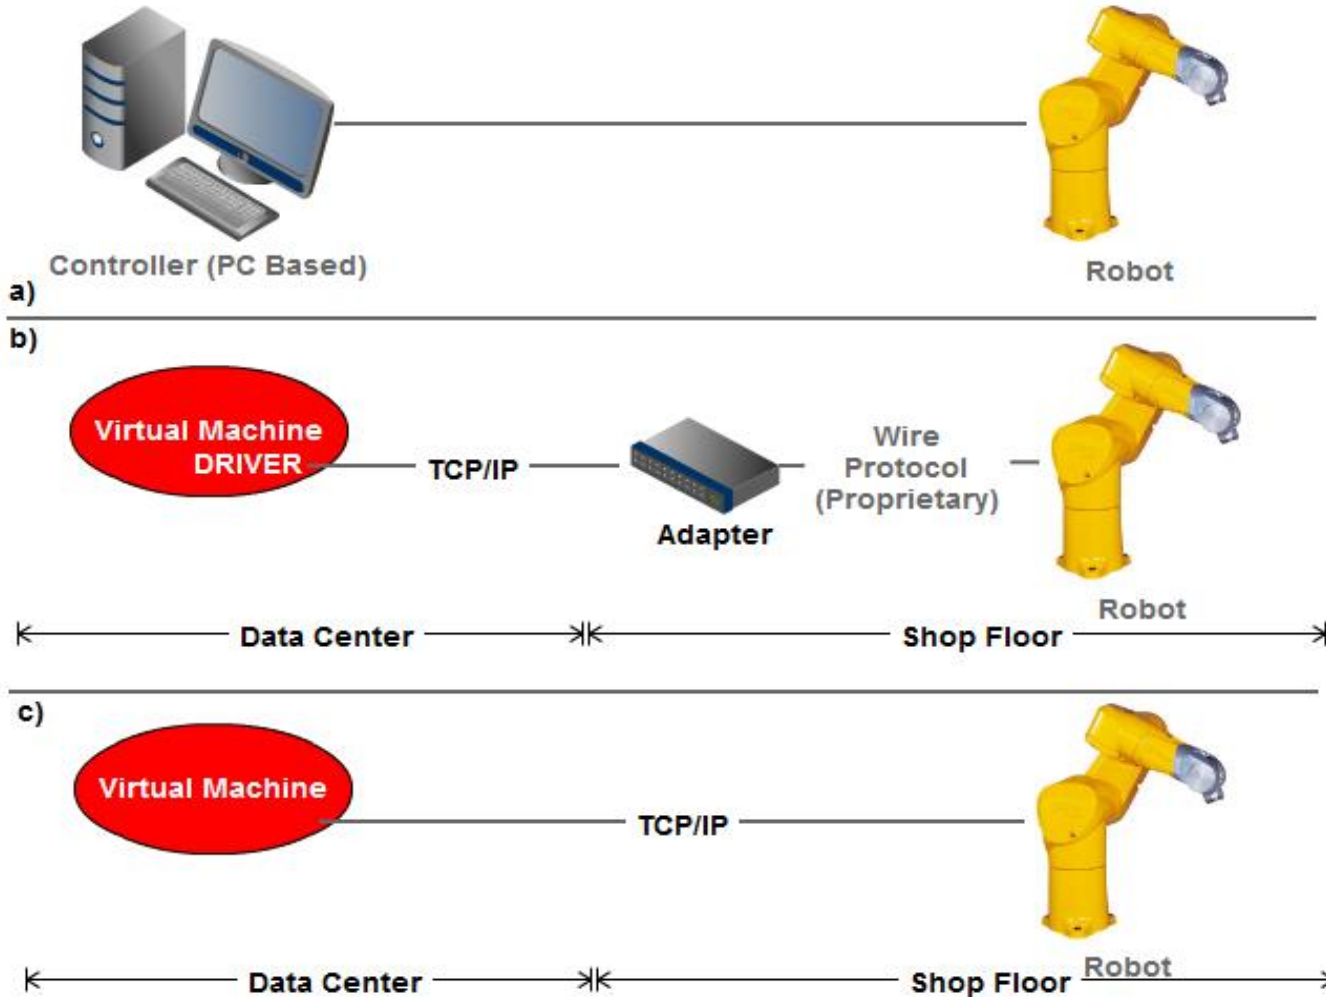 Controller (PC Based)
Robot
a)
b)
Virtual Machine
DRIVER
TCP/IP
Adapter
Wire
Protocol
(Proprietary)
Robot
Data Center
Shop Floor
c)
Virtual Machine
TCP/IP
Robot
Data Center
Shop Floor